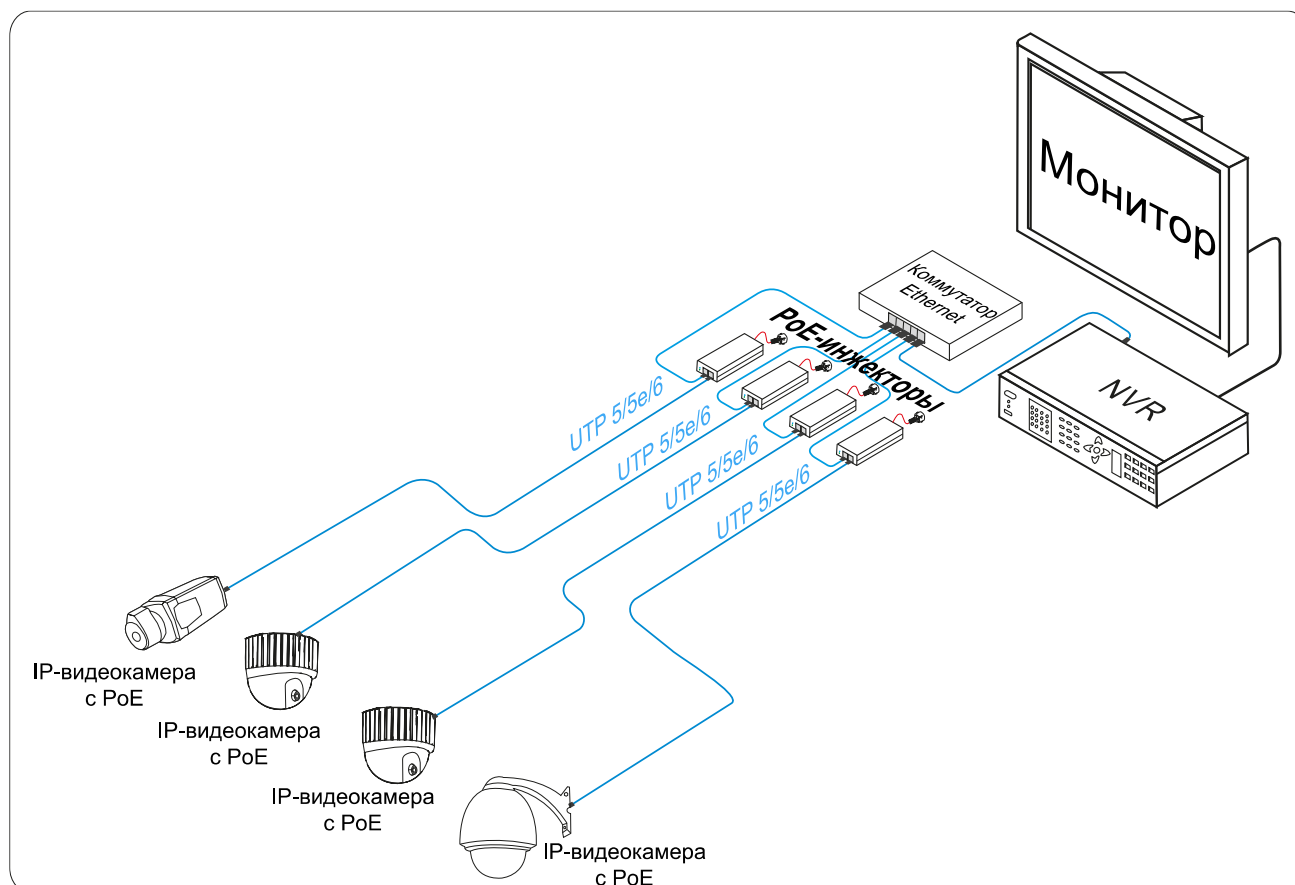 Монитор
Коммутатор
Ethernet
PoE-инжекторы
NVR
UTP 5/5e/6
UTP 5/5e/6
UTP 5/5e/6
UTP 5/5e/6
IP-видеокамера
с PoE
IP-видеокамера
с PoE
IP-видеокамера
с PoE
IP-видеокамера
с PoE